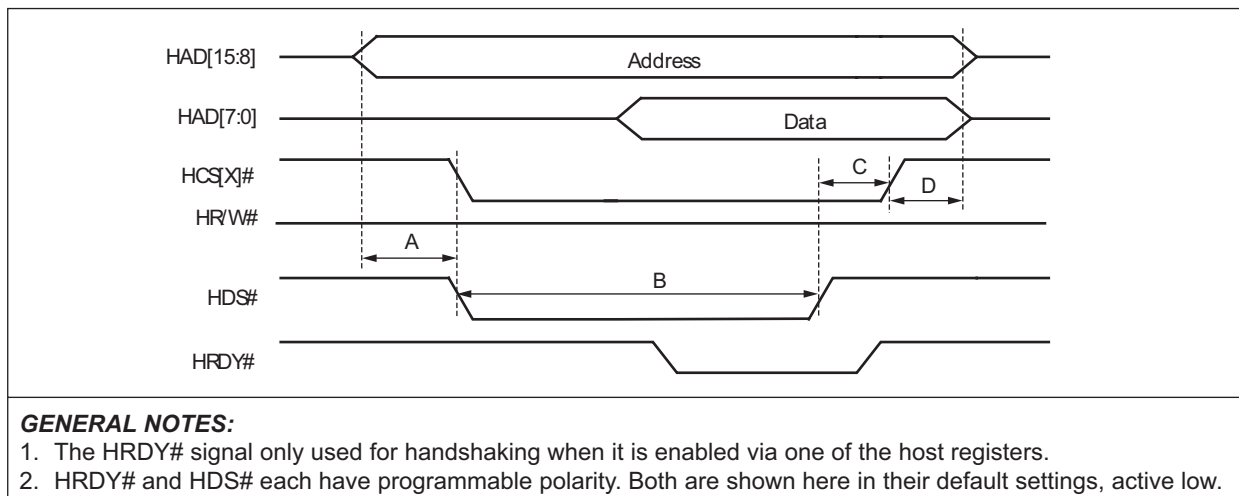 HAD[15:8]
Address
HAD[7:0]
Data
HCS[X]#
C
D
HR/W#
A
B
HDS#
HRDY#
GENERAL NOTES:
1. The HRDY# signal only used for handshaking when it is enabled via one of the host registers.
2. HRDY# and HDS# each have programmable polarity. Both are shown here in their default settings, active low.